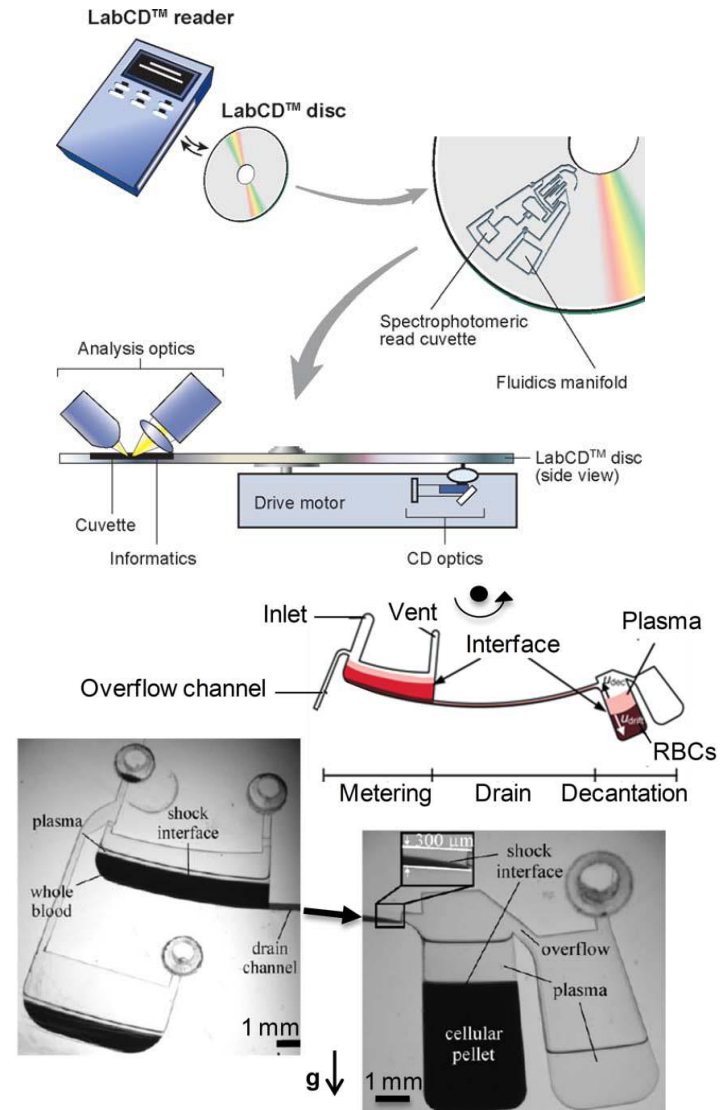 LabCD™ reader
LabCD™ disc
Spectrophotomeric
read cuvette
Fluidics manifold
Analysis optics
LabCD™ disc
(side view)
Drive motor
Cuvette
Informatics
CD optics
Inlet
Vent
Plasma
Interface
Overflow channel
u_dec
u_drift
RBCs
Metering
Drain
Decantation
plasma
shock
interface
whole
blood
drain
channel
1 mm
300 µm
shock
interface
overflow
plasma
cellular
pellet
g
1 mm